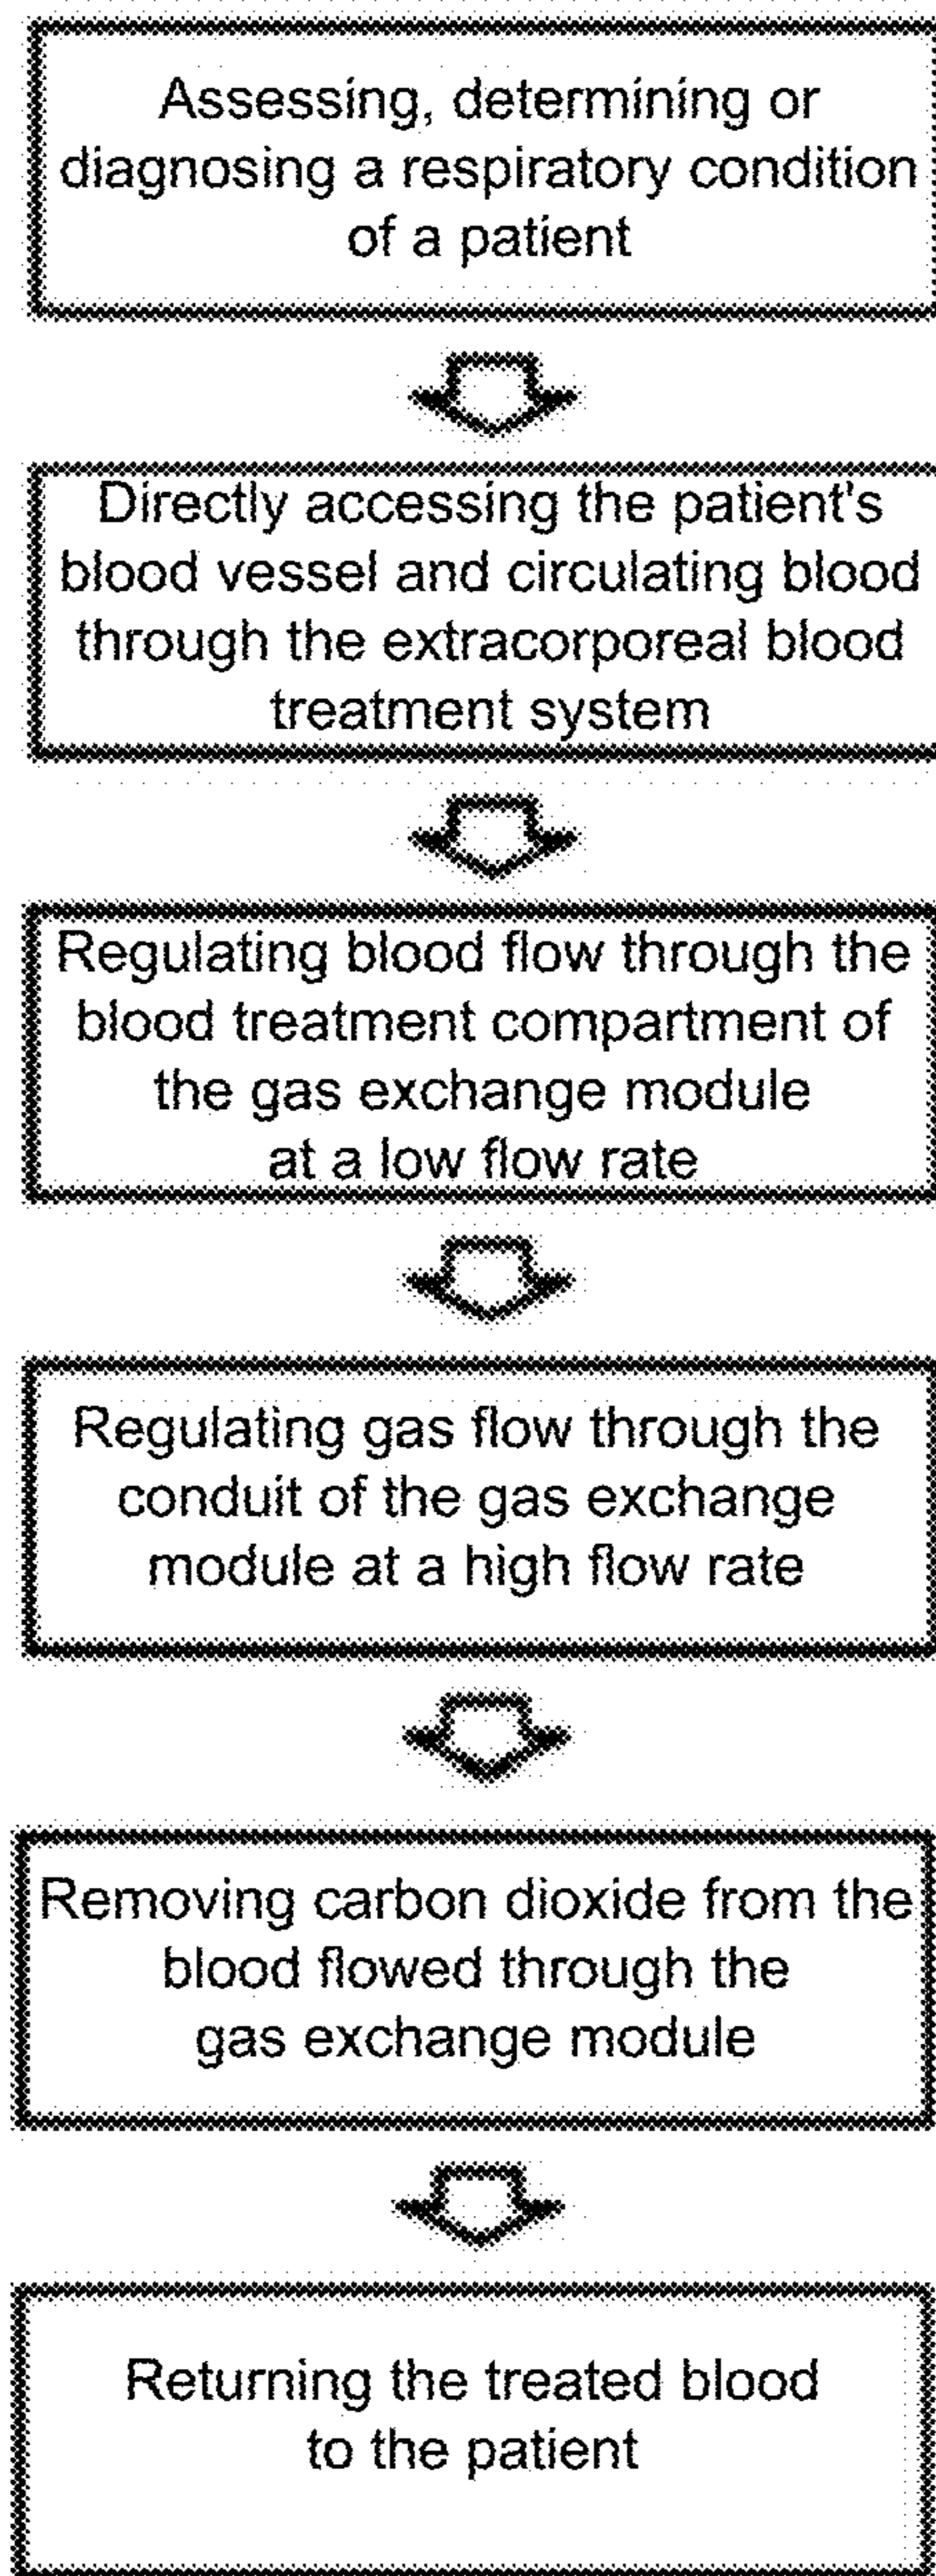 Assessing, determining or
diagnosing a respiratory condition
of a patient
Directly accessing the patient's
blood vessel and circulating blood
through the extracorporeal blood
treatment system
Regulating blood flow through the
blood treatment compartment of
the gas exchange module
at a low flow rate
Regulating gas flow through the
conduit of the gas exchange
module at a high flow rate
Removing carbon dioxide from the
blood flowed through the
gas exchange module
Returning the treated blood
to the patient